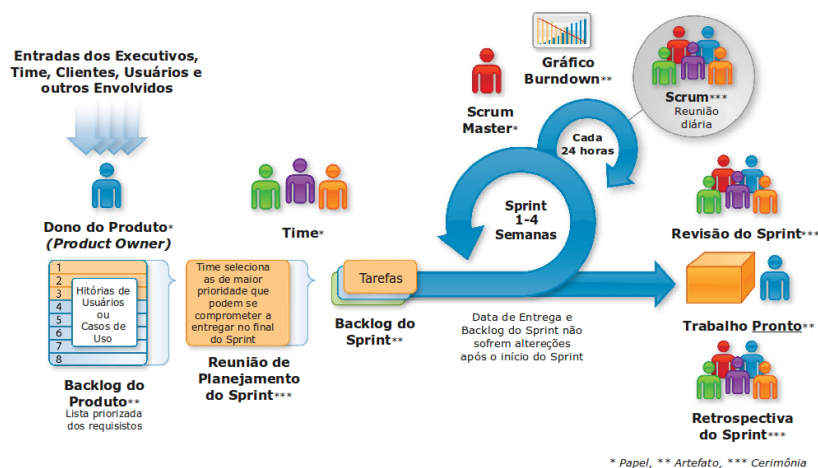 Entradas dos Executivos,
Time, Clientes, Usuários e
outros Envolvidos
Dono do Produto*
(Product Owner)
1
2
3
4
5
6
7
8
Hitórias de
Usuários
ou
Casos de
Uso
Backlog do
Produto**
Lista priorizada
dos requisistos
Time*
Time seleciona
as de maior
prioridade que
podem se
comprometer a
entregar no final
do Sprint
Reunião de
Planejamento
do Sprint***
Tarefas
Backlog do
Sprint**
Scrum
Master*
Gráfico
Burndown**
Cada
24 horas
Scrum***
Reunião
diária
Sprint
1-4
Semanas
Data de Entrega e
Backlog do Sprint não
sofrem altereções
após o início do Sprint
Revisão do Sprint***
Trabalho Pronto**
Retrospectiva
do Sprint***
* Papel, ** Artefato, *** Cerimônia